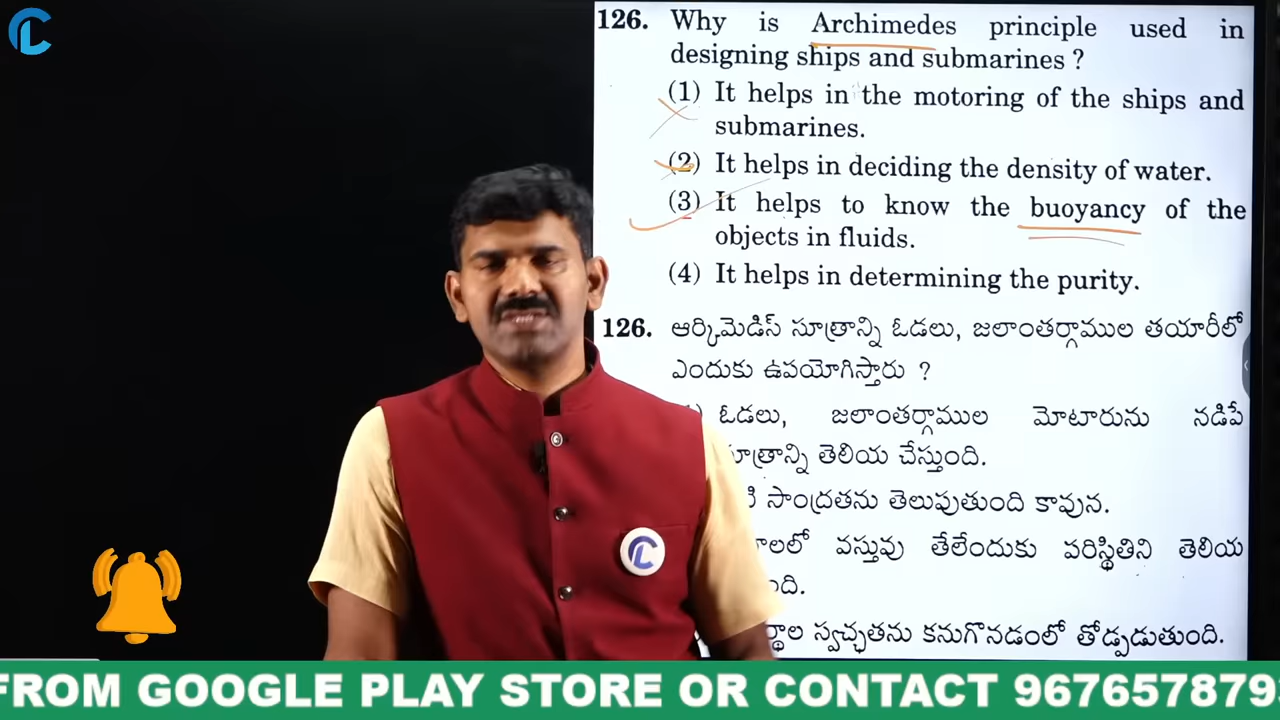 126. Why is Archimedes principle used in
designing ships and submarines ?
(1) It helps in the motoring of the ships and
submarines.
(2) It helps in deciding the density of water.
(3) It helps to know the buoyancy of the
objects in fluids.
(4) It helps in determining the purity.
126. ఆర్కిమెడిస్ సూత్రాన్ని ఓడలు, జలాంతర్గాముల తయారీలో
ఎందుకు ఉపయోగిస్తారు ?
ఓడలు, జలాంతర్గాముల మోటారును నడిపే
సూత్రాన్ని తెలియ చేస్తుంది.
సాంద్రతను తెలుపుతుంది కావున.
వస్తువు తేలేందుకు పరిస్థితిని తెలియ
స్వచ్ఛతను కనుగొనడంలో తోడ్పడుతుంది.
FROM GOOGLE PLAY STORE OR CONTACT 967657879